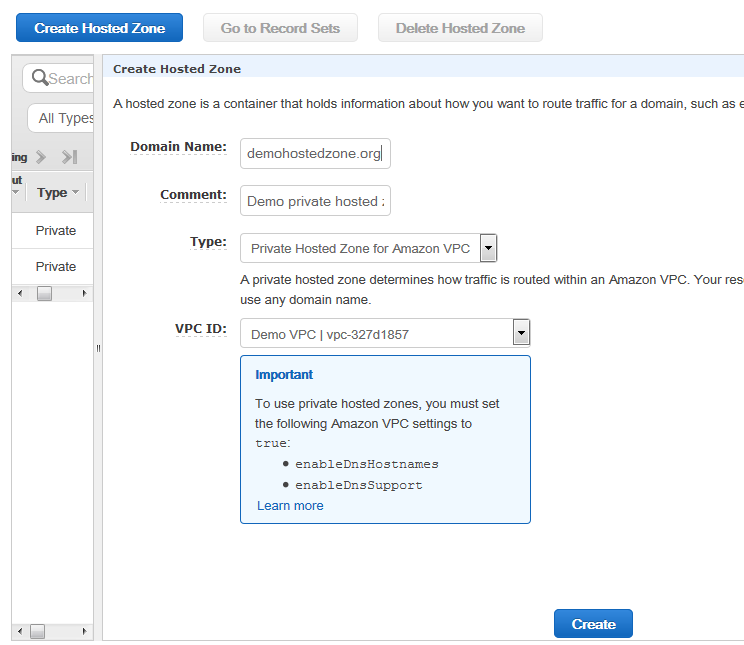 Create Hosted Zone
Go to Record Sets
Delete Hosted Zone
Search
All Types
ing
ut
Type
Private
Private
Create Hosted Zone
A hosted zone is a container that holds information about how you want to route traffic for a domain, such as e
Domain Name:
demohostedzone.org
Comment:
Demo private hosted
Type:
Private Hosted Zone for Amazon VPC
A private hosted zone determines how traffic is routed within an Amazon VPC. Your reso
use any domain name.
VPC ID:
Demo VPC | vpc-327d1857
Important
To use private hosted zones, you must set
the following Amazon VPC settings to
true:
• enableDnsHostnames
• enableDnsSupport
Learn more
Create